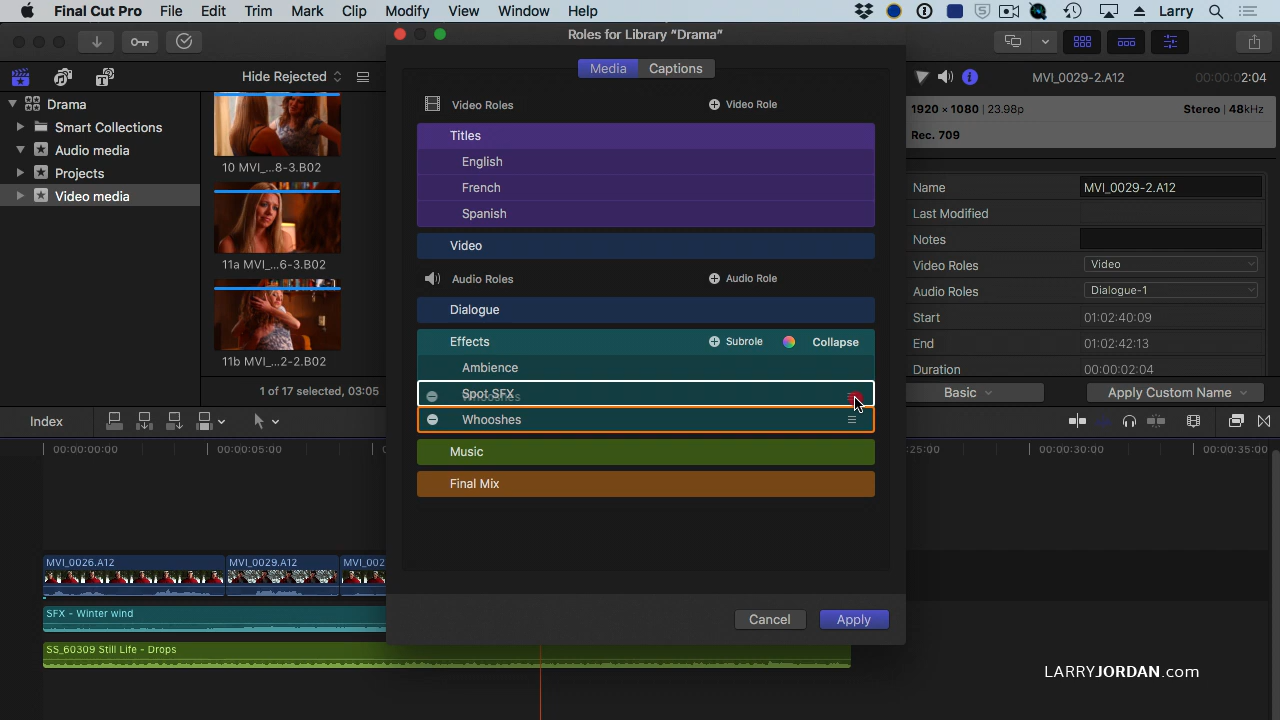 Final Cut Pro File Edit Trim Mark Clip Modify View Window Help Larry
Roles for Library "Drama"
Hide Rejected
Drama
Smart Collections
Audio media
Projects
Video media
10 MVI_...8-3.B02
11a MVI_...6-3.B02
11b MVI_...2-2.B02
1 of 17 selected, 03:05
Media Captions
Video Roles Video Role
Titles
English
French
Spanish
Video
Audio Roles Audio Role
Dialogue
Effects Subrole Collapse
Ambience
Spot SFX
Whooshes
Music
Final Mix
Cancel Apply
MVI_0029-2.A12 00:00:02:04
1920 × 1080 | 23.98p Stereo | 48kHz
Rec. 709
Name MVI_0029-2.A12
Last Modified
Notes
Video Roles Video
Audio Roles Dialogue-1
Start 01:02:40:09
End 01:02:42:13
Duration 00:00:02:04
Basic Apply Custom Name
Index
00:00:00:00 00:00:05:00 :25:00 00:00:30:00 00:00:35:00
MVI_0026.A12 MVI_0029.A12 MVI_002
SFX - Winter wind
SS_60309 Still Life - Drops
LARRYJORDAN.com